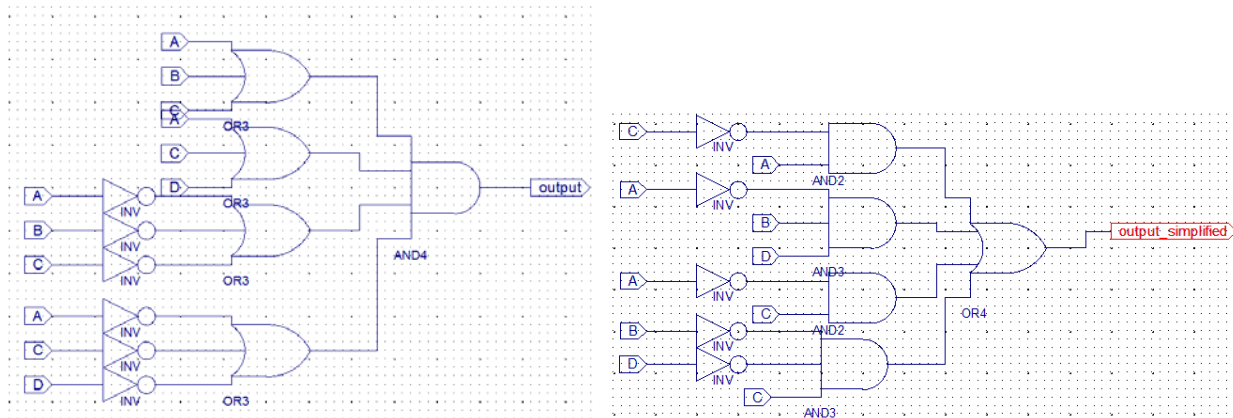 A
B
C
OR3
A
C
D
OR3
A
INV
B
INV
C
INV
OR3
A
INV
C
INV
D
INV
OR3
AND4
output
C
INV
A
AND2
A
INV
B
D
AND3
A
INV
C
AND2
B
INV
D
INV
C
AND3
OR4
output_simplified